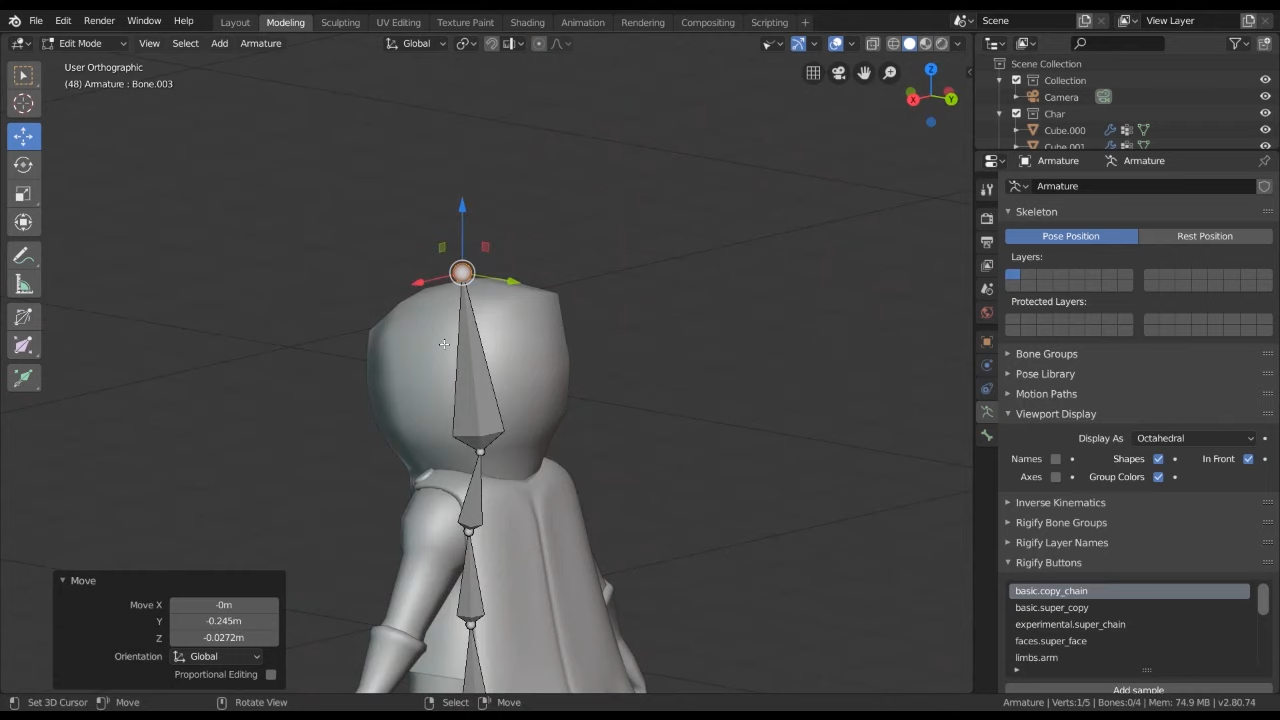 File Edit Render Window Help Layout Modeling Sculpting UV Editing Texture Paint Shading Animation Rendering Compositing Scripting + Scene View Layer
Edit Mode View Select Add Armature Global
User Orthographic
(48) Armature : Bone.003
Z
X
Y
Scene Collection
Collection
Camera
Char
Cube.000
Cube.001
Armature Armature
Armature
Skeleton
Pose Position Rest Position
Layers:
Protected Layers:
Bone Groups
Pose Library
Motion Paths
Viewport Display
Display As Octahedral
Names Shapes In Front
Axes Group Colors
Inverse Kinematics
Rigify Bone Groups
Rigify Layer Names
Rigify Buttons
basic.copy_chain
basic.super_copy
experimental.super_chain
faces.super_face
limbs.arm
Add sample
Move
Move X -0m
Y -0.245m
Z -0.0272m
Orientation Global
Proportional Editing
Set 3D Cursor Move Rotate View Select Move Armature | Verts:1/5 | Bones:0/4 | Mem: 74.9 MB | v2.80.74